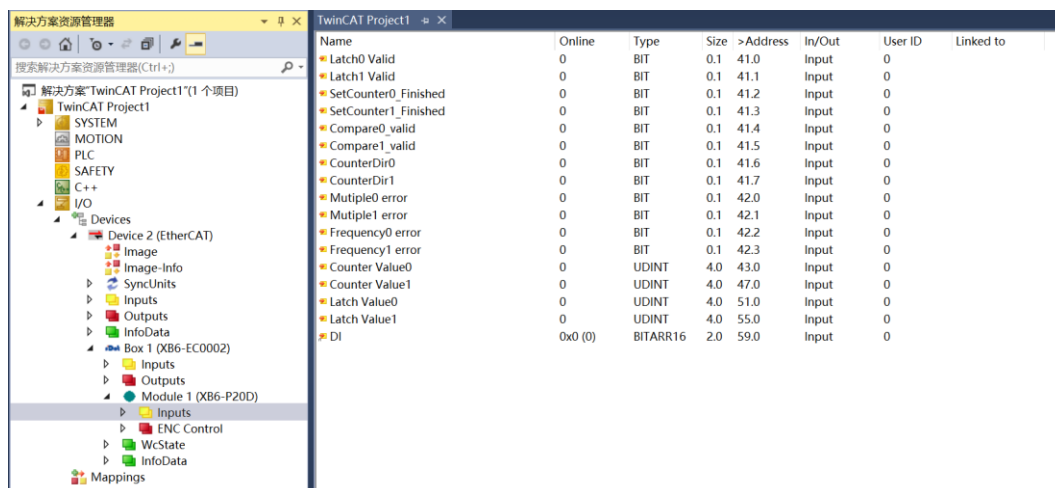 解决方案资源管理器
搜索解决方案资源管理器(Ctrl+;)
解决方案"TwinCAT Project1"(1 个项目)
TwinCAT Project1
SYSTEM
MOTION
PLC
SAFETY
C++
I/O
Devices
Device 2 (EtherCAT)
Image
Image-Info
SyncUnits
Inputs
Outputs
InfoData
Box 1 (XB6-EC0002)
Inputs
Outputs
Module 1 (XB6-P20D)
Inputs
ENC Control
WcState
InfoData
Mappings
TwinCAT Project1
Name Online Type Size >Address In/Out User ID Linked to
Latch0 Valid 0 BIT 0.1 41.0 Input 0
Latch1 Valid 0 BIT 0.1 41.1 Input 0
SetCounter0_Finished 0 BIT 0.1 41.2 Input 0
SetCounter1_Finished 0 BIT 0.1 41.3 Input 0
Compare0_valid 0 BIT 0.1 41.4 Input 0
Compare1_valid 0 BIT 0.1 41.5 Input 0
CounterDir0 0 BIT 0.1 41.6 Input 0
CounterDir1 0 BIT 0.1 41.7 Input 0
Mutiple0 error 0 BIT 0.1 42.0 Input 0
Mutiple1 error 0 BIT 0.1 42.1 Input 0
Frequency0 error 0 BIT 0.1 42.2 Input 0
Frequency1 error 0 BIT 0.1 42.3 Input 0
Counter Value0 0 UDINT 4.0 43.0 Input 0
Counter Value1 0 UDINT 4.0 47.0 Input 0
Latch Value0 0 UDINT 4.0 51.0 Input 0
Latch Value1 0 UDINT 4.0 55.0 Input 0
DI 0x0 (0) BITARR16 2.0 59.0 Input 0